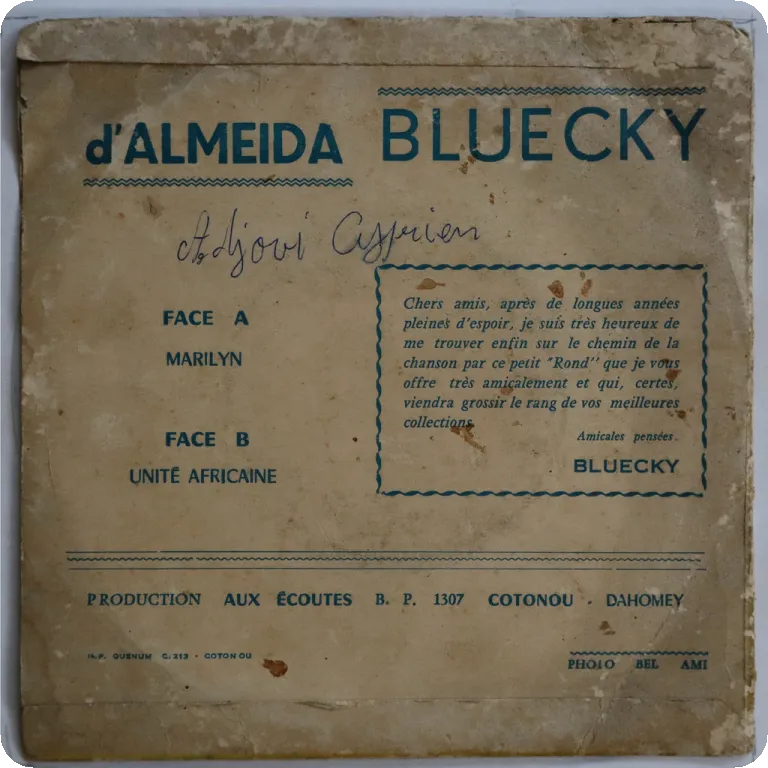 d'ALMEIDA BLUECKY
Adjovi Cyprien
FACE A
MARILYN
FACE B
UNITÉ AFRICAINE
Chers amis, après de longues années
pleines d'espoir, je suis très heureux de
me trouver enfin sur le chemin de la
chanson par ce petit "Rond'' que je vous
offre très amicalement et qui, certes,
viendra grossir le rang de vos meilleures
collections.
Amicales pensées.
BLUECKY
PRODUCTION AUX ÉCOUTES B. P. 1307 COTONOU - DAHOMEY
QUENUM C. 213 - COTONOU
PHOTO BEL AMI